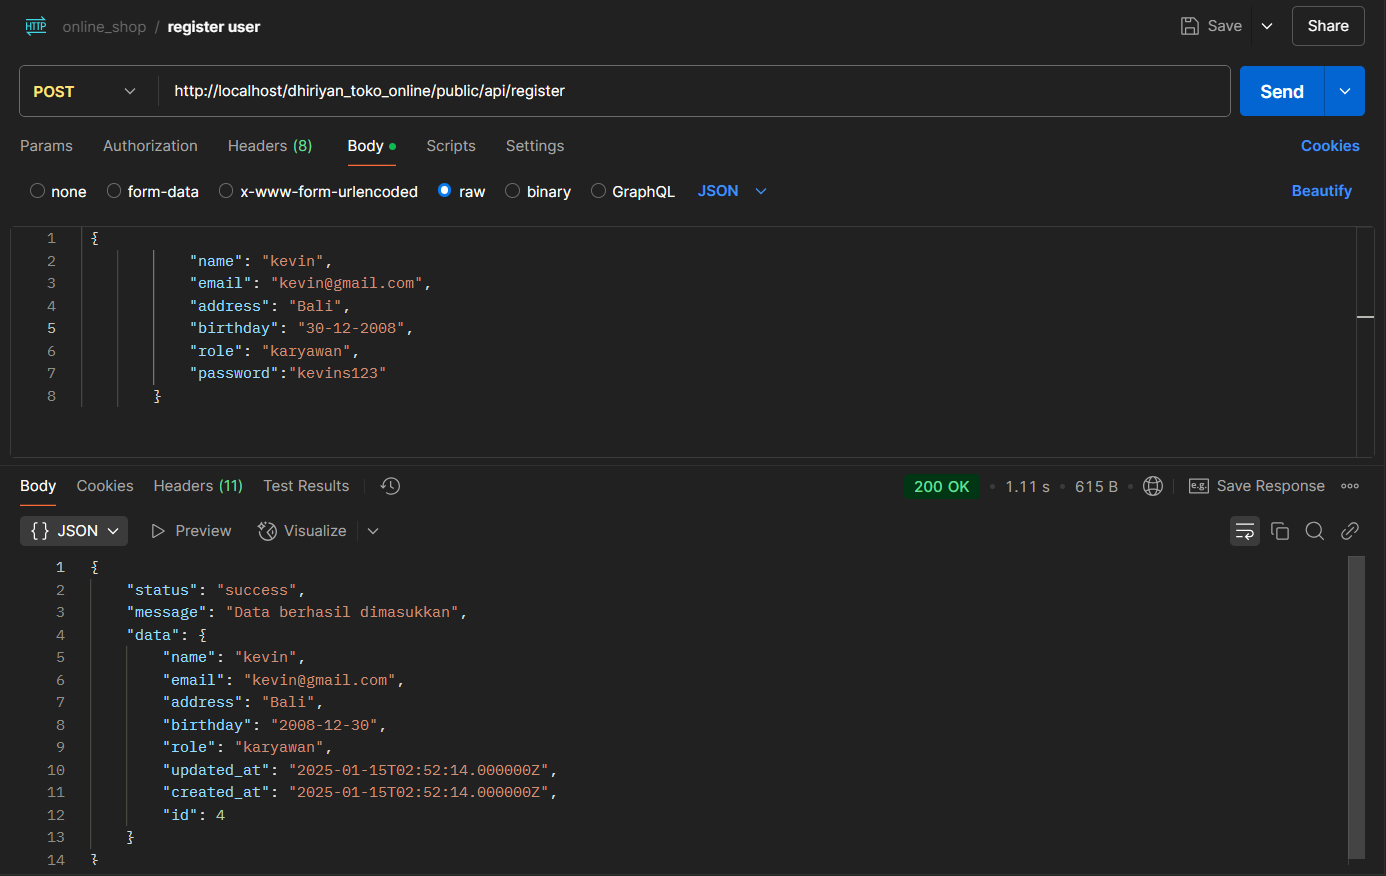 HTTP online_shop / register user Save Share
POST http://localhost/dhiriyan_toko_online/public/api/register Send
Params Authorization Headers (8) Body Scripts Settings Cookies
none form-data x-www-form-urlencoded raw binary GraphQL JSON Beautify
1 {
2 "name": "kevin",
3 "email": "kevin@gmail.com",
4 "address": "Bali",
5 "birthday": "30-12-2008",
6 "role": "karyawan",
7 "password":"kevins123"
8 }
Body Cookies Headers (11) Test Results 200 OK 1.11 s 615 B e.g. Save Response
{} JSON Preview Visualize
1 {
2 "status": "success",
3 "message": "Data berhasil dimasukkan",
4 "data": {
5 "name": "kevin",
6 "email": "kevin@gmail.com",
7 "address": "Bali",
8 "birthday": "2008-12-30",
9 "role": "karyawan",
10 "updated_at": "2025-01-15T02:52:14.000000Z",
11 "created_at": "2025-01-15T02:52:14.000000Z",
12 "id": 4
13 }
14 }